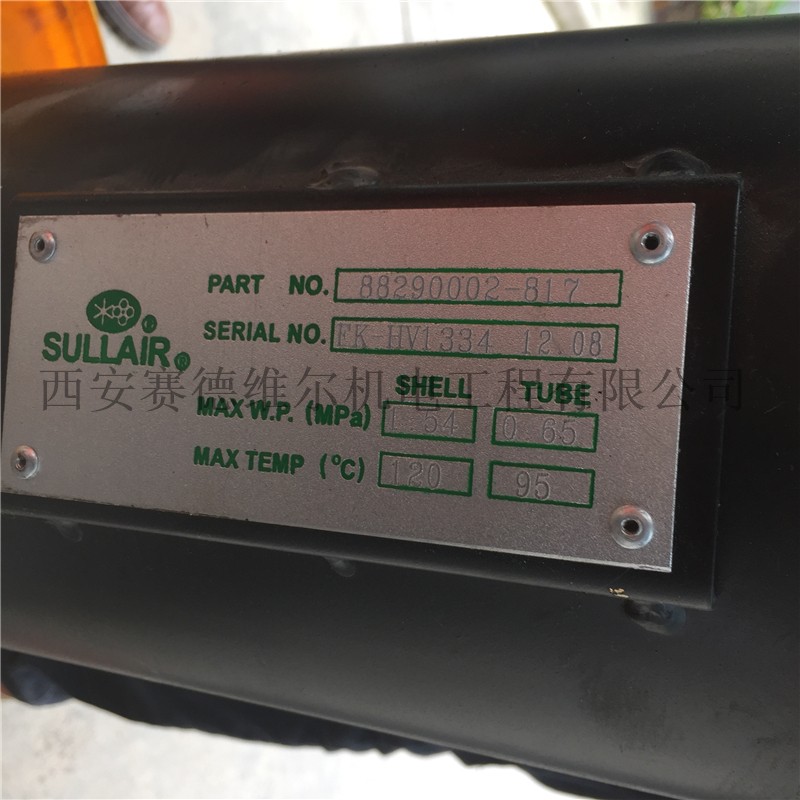 SULLAIR
PART NO. 88290002-817
SERIAL NO. FK-HV1334 12.08
西安赛德维尔机电工程有限公司
SHELL TUBE
MAX W.P. (MPa) 1.54 0.65
MAX TEMP (°C) 120 95